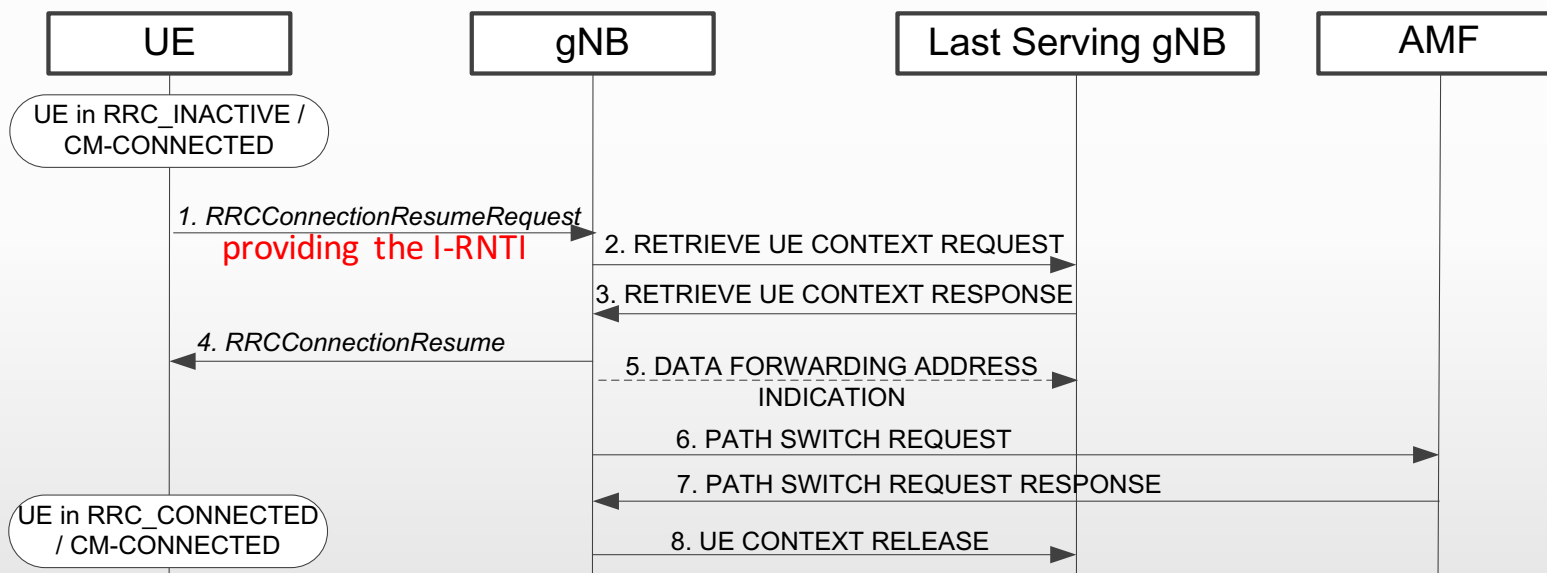 UE
gNB
Last Serving gNB
AMF
UE in RRC_INACTIVE /
CM-CONNECTED
1. RRCConnectionResumeRequest
providing the I-RNTI
2. RETRIEVE UE CONTEXT REQUEST
3. RETRIEVE UE CONTEXT RESPONSE
4. RRCConnectionResume
5. DATA FORWARDING ADDRESS
INDICATION
6. PATH SWITCH REQUEST
7. PATH SWITCH REQUEST RESPONSE
UE in RRC_CONNECTED
/ CM-CONNECTED
8. UE CONTEXT RELEASE